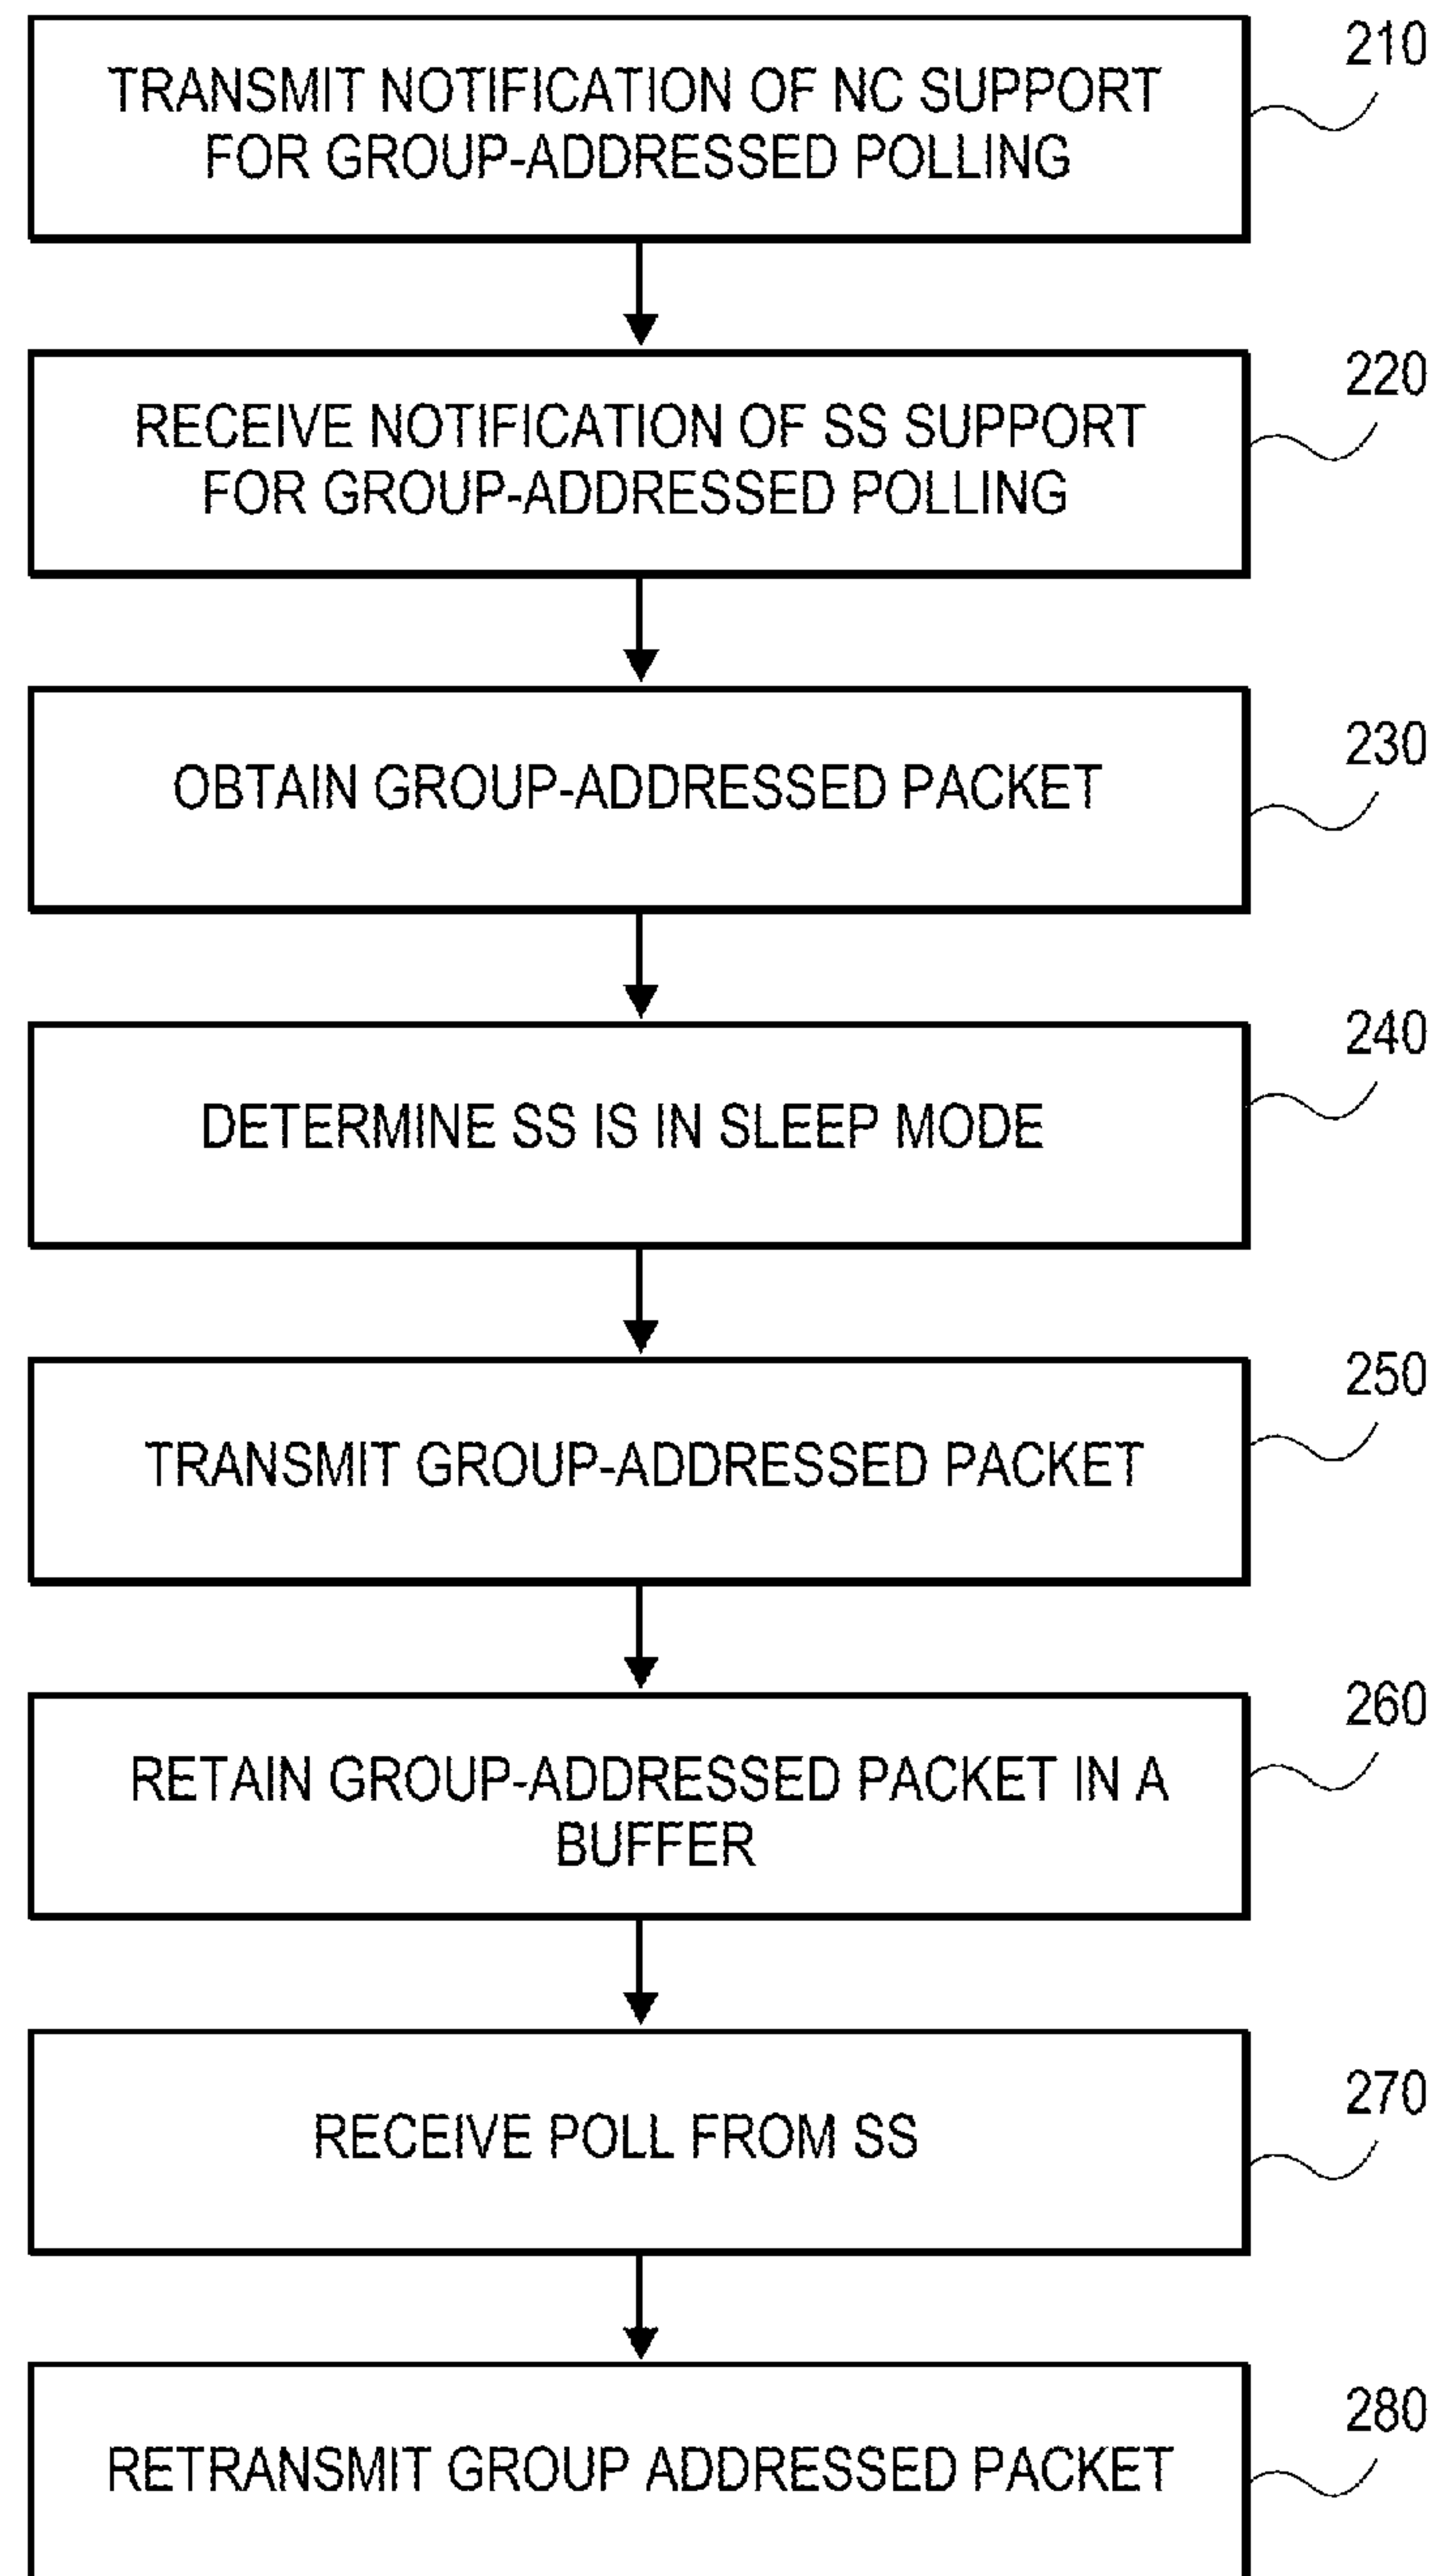 210
TRANSMIT NOTIFICATION OF NC SUPPORT
FOR GROUP-ADDRESSED POLLING
220
RECEIVE NOTIFICATION OF SS SUPPORT
FOR GROUP-ADDRESSED POLLING
230
OBTAIN GROUP-ADDRESSED PACKET
240
DETERMINE SS IS IN SLEEP MODE
250
TRANSMIT GROUP-ADDRESSED PACKET
260
RETAIN GROUP-ADDRESSED PACKET IN A
BUFFER
270
RECEIVE POLL FROM SS
280
RETRANSMIT GROUP ADDRESSED PACKET